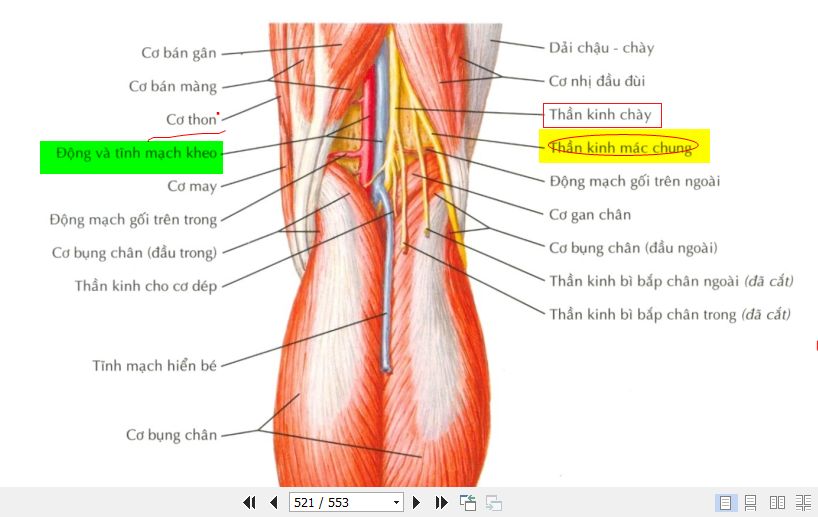 Cơ bán gân
Cơ bán màng
Cơ thon
Động và tĩnh mạch kheo
Cơ may
Động mạch gối trên trong
Cơ bụng chân (đầu trong)
Thần kinh cho cơ dép
Tĩnh mạch hiển bé
Cơ bụng chân
Dải chậu - chày
Cơ nhị đầu đùi
Thần kinh chày
Thần kinh mác chung
Động mạch gối trên ngoài
Cơ gan chân
Cơ bụng chân (đầu ngoài)
Thần kinh bì bắp chân ngoài (đã cắt)
Thần kinh bì bắp chân trong (đã cắt)
521 / 553